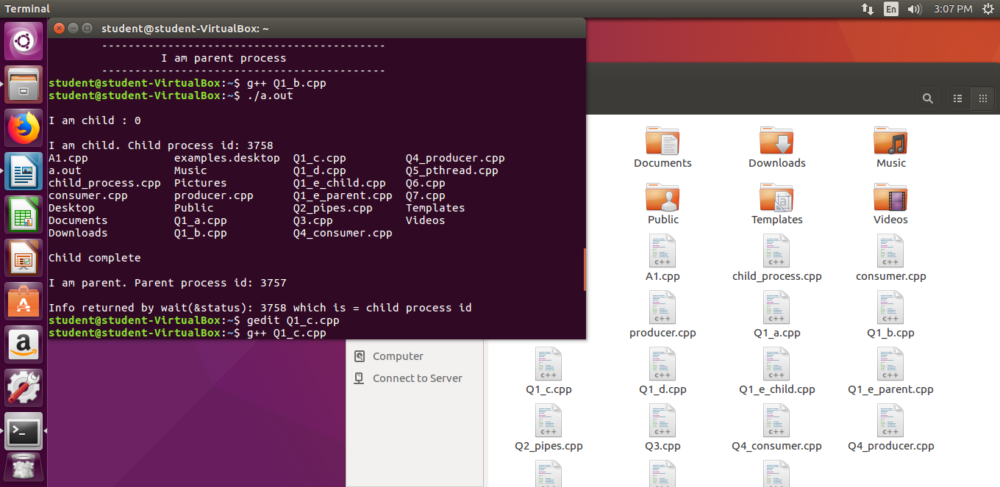 Terminal
En
3:07 PM
student@student-VirtualBox: ~
-------------------------------------------
I am parent process
-------------------------------------------
student@student-VirtualBox:~$ g++ Q1_b.cpp
student@student-VirtualBox:~$ ./a.out
I am child : 0
I am child. Child process id: 3758
A1.cpp examples.desktop Q1_c.cpp Q4_producer.cpp
a.out Music Q1_d.cpp Q5_pthread.cpp
child_process.cpp Pictures Q1_e_child.cpp Q6.cpp
consumer.cpp producer.cpp Q1_e_parent.cpp Q7.cpp
Desktop Public Q2_pipes.cpp Templates
Documents Q1_a.cpp Q3.cpp Videos
Downloads Q1_b.cpp Q4_consumer.cpp
Child complete
I am parent. Parent process id: 3757
Info returned by wait(&status): 3758 which is = child process id
student@student-VirtualBox:~$ gedit Q1_c.cpp
student@student-VirtualBox:~$ g++ Q1_c.cpp
Computer
Connect to Server
Documents Downloads Music
Public Templates Videos
c++ c++ c++
A1.cpp child_process.cpp consumer.cpp
c++ c++ c++
producer.cpp Q1_a.cpp Q1_b.cpp
c++ c++ c++ c++
Q1_c.cpp Q1_d.cpp Q1_e_child.cpp Q1_e_parent.cpp
c++ c++ c++ c++
Q2_pipes.cpp Q3.cpp Q4_consumer.cpp Q4_producer.cpp